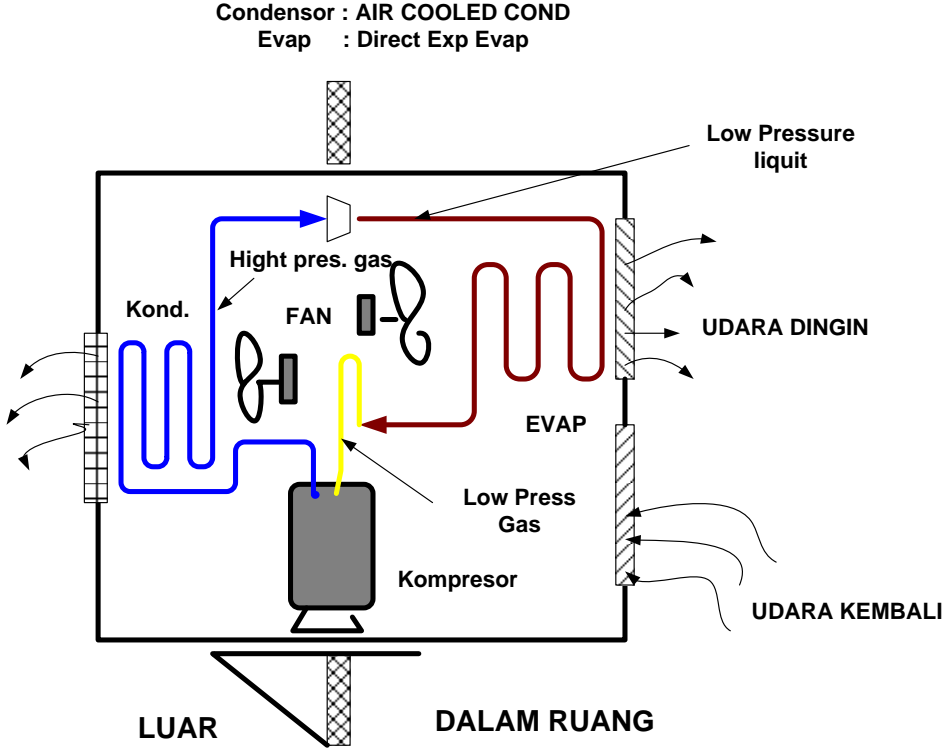 Condensor : AIR COOLED COND
Evap : Direct Exp Evap
Low Pressure
liquit
Hight pres. gas
Kond.
FAN
UDARA DINGIN
EVAP
Low Press
Gas
Kompresor
UDARA KEMBALI
LUAR
DALAM RUANG